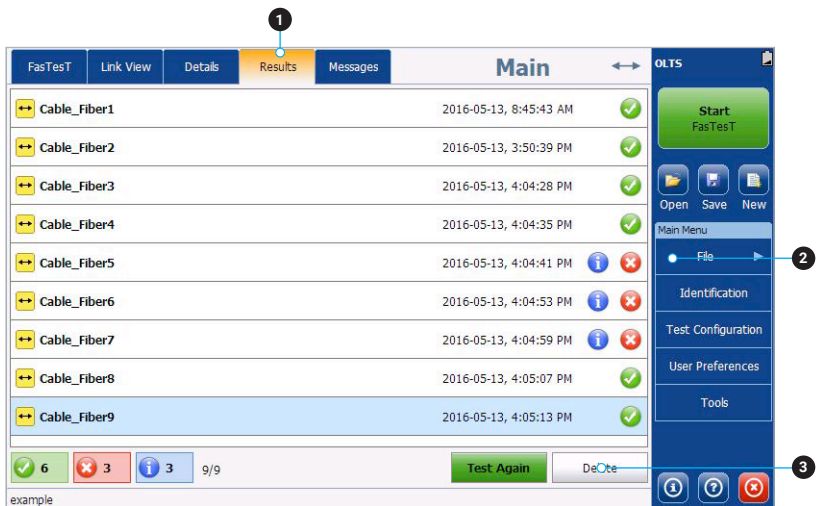 1
FasTesT Link View Details Results Messages Main OLTS
Cable_Fiber1 2016-05-13, 8:45:43 AM
Cable_Fiber2 2016-05-13, 3:50:39 PM
Cable_Fiber3 2016-05-13, 4:04:28 PM
Cable_Fiber4 2016-05-13, 4:04:35 PM
Cable_Fiber5 2016-05-13, 4:04:41 PM
Cable_Fiber6 2016-05-13, 4:04:53 PM
Cable_Fiber7 2016-05-13, 4:04:59 PM
Cable_Fiber8 2016-05-13, 4:05:07 PM
Cable_Fiber9 2016-05-13, 4:05:13 PM
6 3 3 9/9 Test Again Delete 3
example
Start
FasTesT
Open Save New
Main Menu
File 2
Identification
Test Configuration
User Preferences
Tools